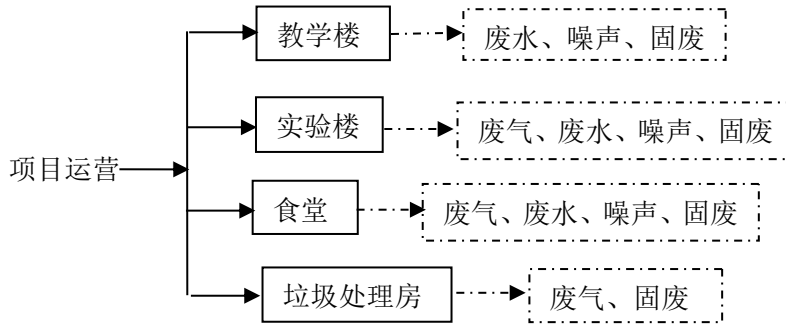 教学楼
废水、噪声、固废
实验楼
废气、废水、噪声、固废
项目运营
食堂
废气、废水、噪声、固废
垃圾处理房
废气、固废